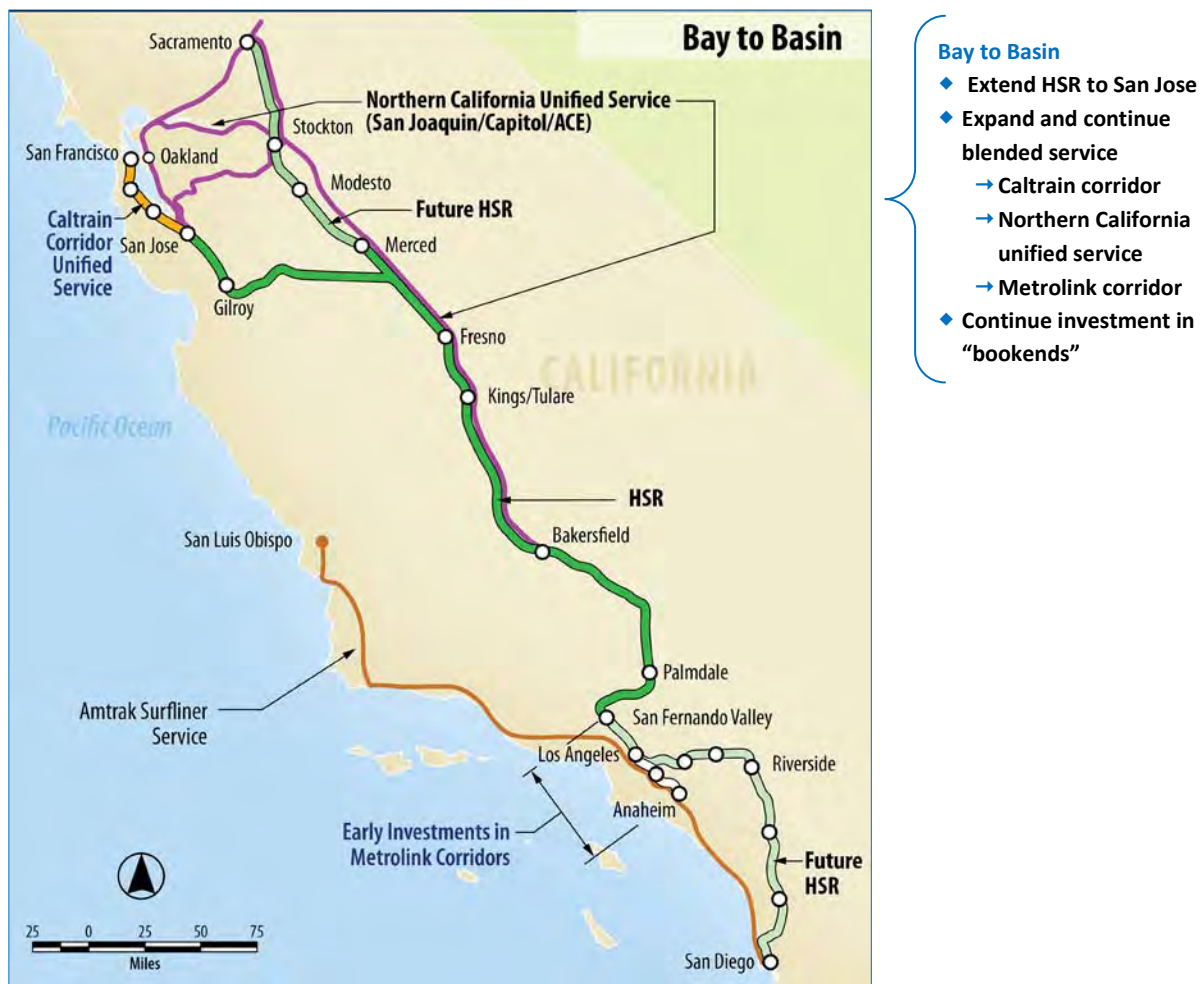 Bay to Basin
Sacramento
Northern California Unified Service
(San Joaquin/Capitol/ACE)
Stockton
San Francisco
Oakland
Modesto
Future HSR
Caltrain
Corridor
Unified
Service
San Jose
Merced
Gilroy
Fresno
CALIFORNIA
Kings/Tulare
Pacific Ocean
HSR
San Luis Obispo
Bakersfield
Palmdale
Amtrak Surfliner
Service
San Fernando Valley
Los Angeles
Riverside
Anaheim
Early Investments in
Metrolink Corridors
Future
HSR
25 0 25 50 75
Miles
San Diego
Bay to Basin
◆ Extend HSR to San Jose
◆ Expand and continue
blended service
→ Caltrain corridor
→ Northern California
unified service
→ Metrolink corridor
◆ Continue investment in
“bookends”